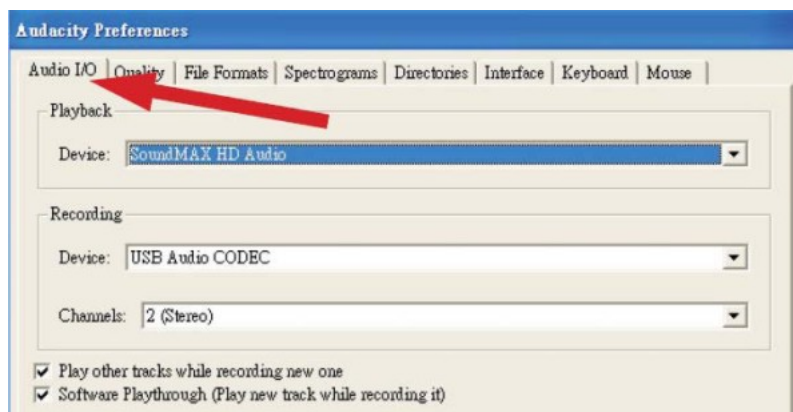 Audacity Preferences
Audio I/O | Quality | File Formats | Spectrograms | Directories | Interface | Keyboard | Mouse
Playback
Device: SoundMAX HD Audio
Recording
Device: USB Audio CODEC
Channels: 2 (Stereo)
Play other tracks while recording new one
Software Playthrough (Play new track while recording it)